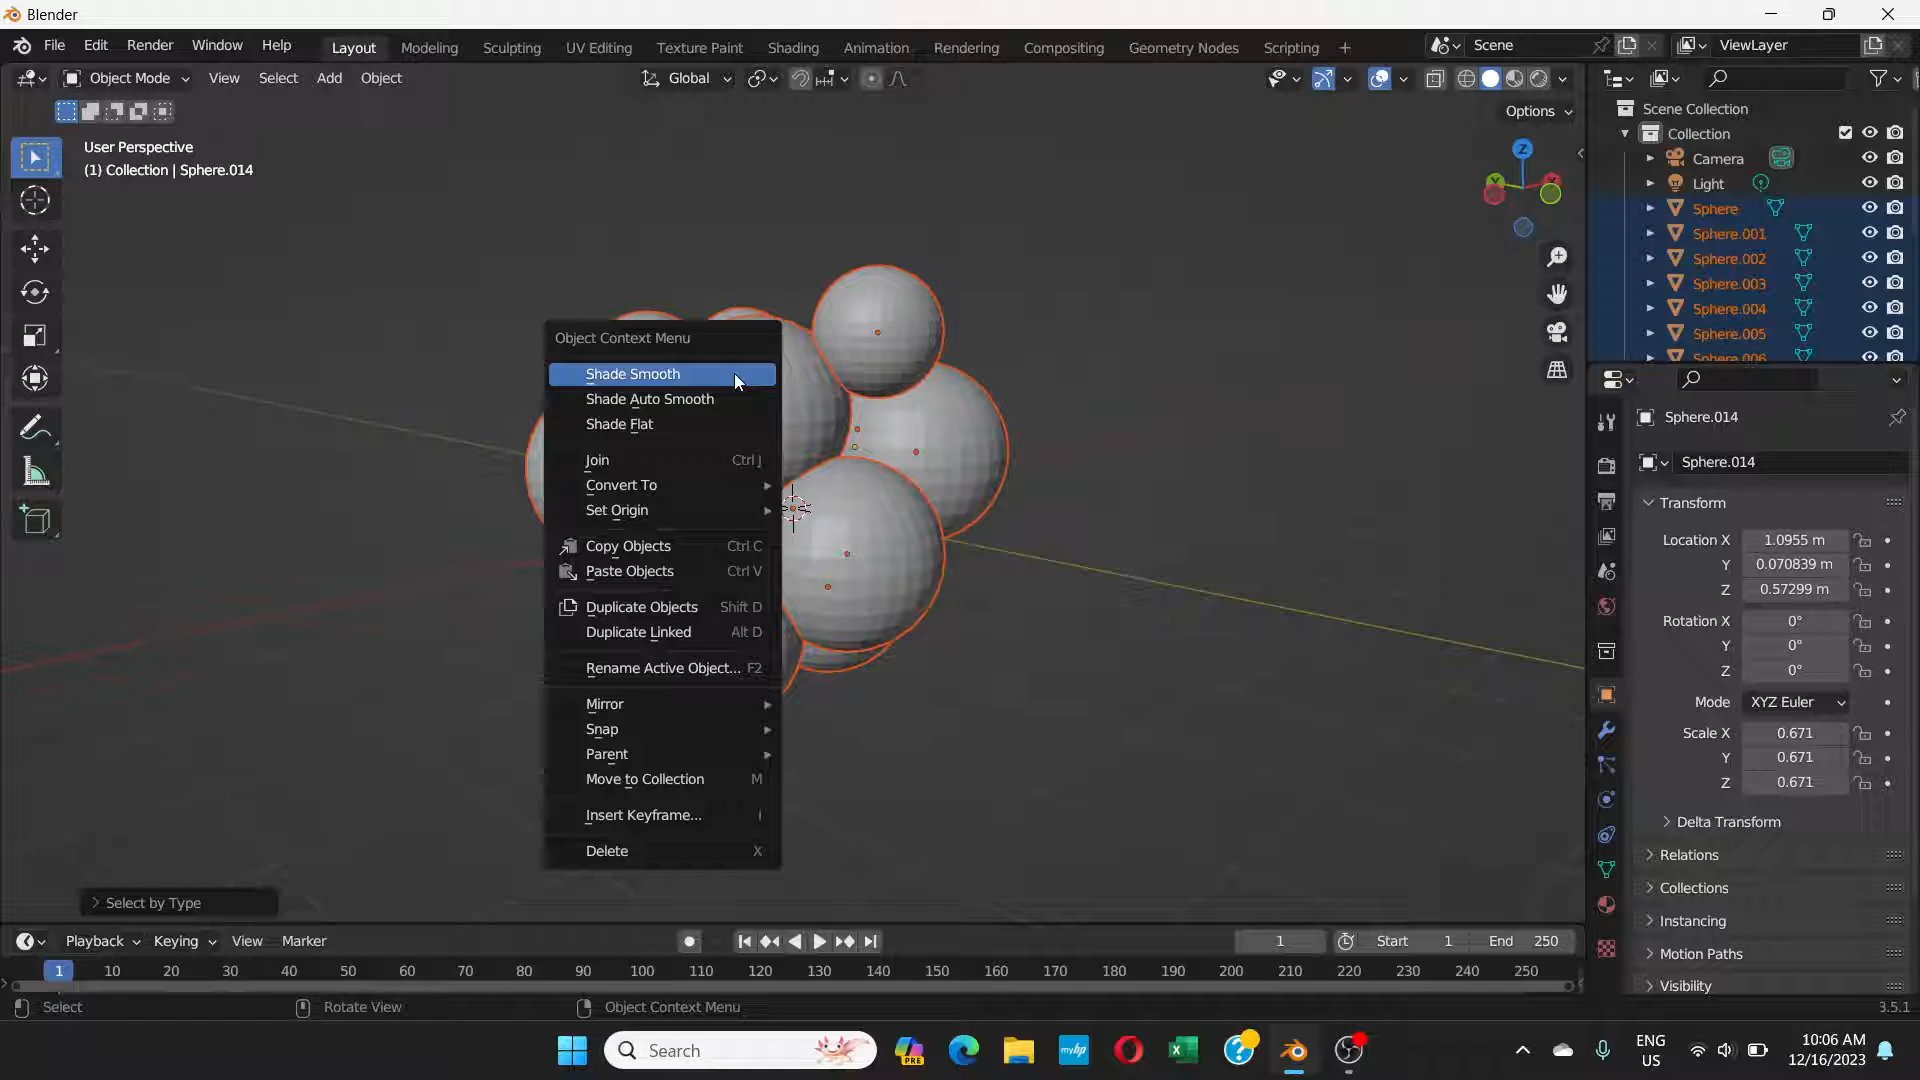 Blender
File Edit Render Window Help Layout Modeling Sculpting UV Editing Texture Paint Shading Animation Rendering Compositing Geometry Nodes Scripting + Scene ViewLayer
Object Mode View Select Add Object Global
Options
User Perspective
(1) Collection | Sphere.014
Z
Scene Collection
Collection
Camera
Light
Sphere
Sphere.001
Sphere.002
Sphere.003
Sphere.004
Sphere.005
Sphere.006
Object Context Menu
Shade Smooth
Shade Auto Smooth
Shade Flat
Join Ctrl J
Convert To
Set Origin
Copy Objects Ctrl C
Paste Objects Ctrl V
Duplicate Objects Shift D
Duplicate Linked Alt D
Rename Active Object... F2
Mirror
Snap
Parent
Move to Collection M
Insert Keyframe... I
Delete X
Sphere.014
Sphere.014
Transform
Location X 1.0955 m
Y 0.070839 m
Z 0.57299 m
Rotation X 0°
Y 0°
Z 0°
Mode XYZ Euler
Scale X 0.671
Y 0.671
Z 0.671
Delta Transform
Relations
Collections
Instancing
Motion Paths
Visibility
Select by Type
Playback Keying View Marker 1 Start 1 End 250
1 10 20 30 40 50 60 70 80 90 100 110 120 130 140 150 160 170 180 190 200 210 220 230 240 250
Select Rotate View Object Context Menu 3.5.1
Search PRE myhp ENG US 10:06 AM
12/16/2023